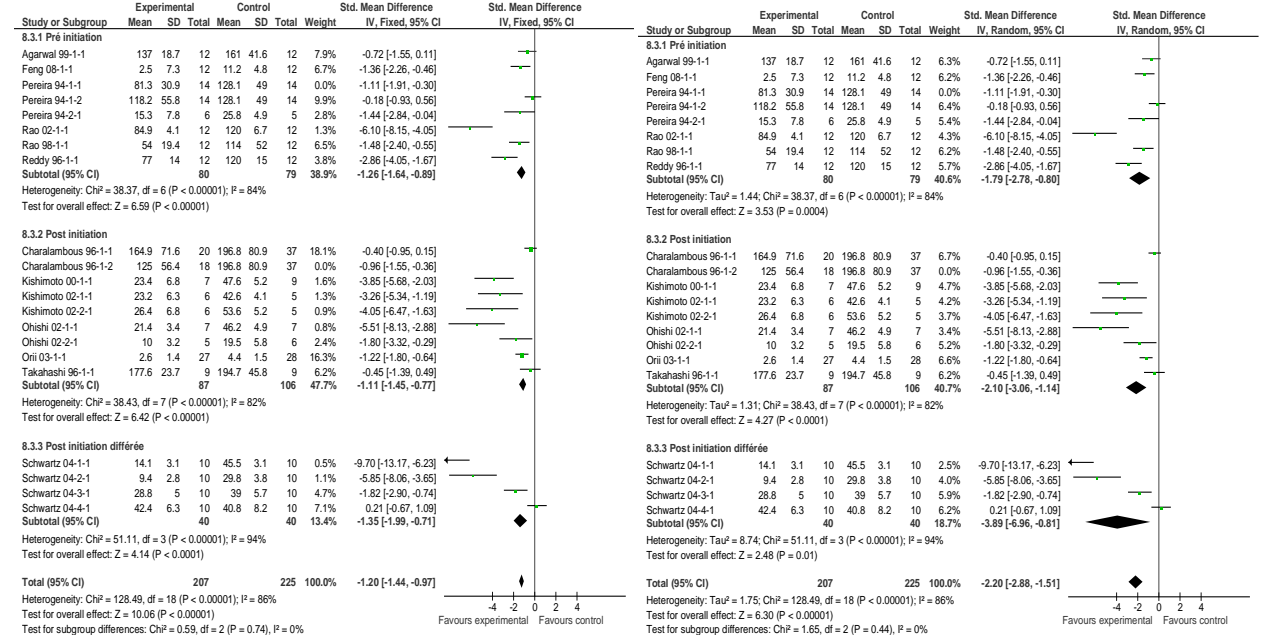 Experimental Control Std. Mean Difference Std. Mean Difference
Study or Subgroup Mean SD Total Mean SD Total Weight IV, Fixed, 95% CI IV, Fixed, 95% CI
8.3.1 Pré initiation
Agarwal 99-1-1 137 18.7 12 161 41.6 12 7.9% -0.72 [-1.55, 0.11]
Feng 08-1-1 2.5 7.3 12 11.2 4.8 12 6.7% -1.36 [-2.26, -0.46]
Pereira 94-1-1 81.3 30.9 14 128.1 49 14 0.0% -1.11 [-1.91, -0.30]
Pereira 94-1-2 118.2 55.8 14 128.1 49 14 9.9% -0.18 [-0.93, 0.56]
Pereira 94-2-1 15.3 7.8 6 25.8 4.9 5 2.8% -1.44 [-2.84, -0.04]
Rao 02-1-1 84.9 4.1 12 120 6.7 12 1.3% -6.10 [-8.15, -4.05]
Rao 98-1-1 54 19.4 12 114 52 12 6.5% -1.48 [-2.40, -0.55]
Reddy 96-1-1 77 14 12 120 15 12 3.8% -2.86 [-4.05, -1.67]
Subtotal (95% CI) 80 79 38.9% -1.26 [-1.64, -0.89]
Heterogeneity: Chi² = 38.37, df = 6 (P < 0.00001); I² = 84%
Test for overall effect: Z = 6.59 (P < 0.00001)
8.3.2 Post initiation
Charalambous 96-1-1 164.9 71.6 20 196.8 80.9 37 18.1% -0.40 [-0.95, 0.15]
Charalambous 96-1-2 125 56.4 18 196.8 80.9 37 0.0% -0.96 [-1.55, -0.36]
Kishimoto 00-1-1 23.4 6.8 7 47.6 5.2 9 1.6% -3.85 [-5.68, -2.03]
Kishimoto 02-1-1 23.2 6.3 6 42.6 4.1 5 1.3% -3.26 [-5.34, -1.19]
Kishimoto 02-2-1 26.4 6.8 6 53.6 5.2 5 0.9% -4.05 [-6.47, -1.63]
Ohishi 02-1-1 21.4 3.4 7 46.2 4.9 7 0.8% -5.51 [-8.13, -2.88]
Ohishi 02-2-1 10 3.2 5 19.5 5.8 6 2.4% -1.80 [-3.32, -0.29]
Orii 03-1-1 2.6 1.4 27 4.4 1.5 28 16.3% -1.22 [-1.80, -0.64]
Takahashi 96-1-1 177.6 23.7 9 194.7 45.8 9 6.2% -0.45 [-1.39, 0.49]
Subtotal (95% CI) 87 106 47.7% -1.11 [-1.45, -0.77]
Heterogeneity: Chi² = 38.43, df = 7 (P < 0.00001); I² = 82%
Test for overall effect: Z = 6.42 (P < 0.00001)
8.3.3 Post initiation différée
Schwartz 04-1-1 14.1 3.1 10 45.5 3.1 10 0.5% -9.70 [-13.17, -6.23]
Schwartz 04-2-1 9.4 2.8 10 29.8 3.8 10 1.1% -5.85 [-8.06, -3.65]
Schwartz 04-3-1 28.8 5 10 39 5.7 10 4.7% -1.82 [-2.90, -0.74]
Schwartz 04-4-1 42.4 6.3 10 40.8 8.2 10 7.1% 0.21 [-0.67, 1.09]
Subtotal (95% CI) 40 40 13.4% -1.35 [-1.99, -0.71]
Heterogeneity: Chi² = 51.11, df = 3 (P < 0.00001); I² = 94%
Test for overall effect: Z = 4.14 (P < 0.0001)
Total (95% CI) 207 225 100.0% -1.20 [-1.44, -0.97]
Heterogeneity: Chi² = 128.49, df = 18 (P < 0.00001); I² = 86%
Test for overall effect: Z = 10.06 (P < 0.00001)
Test for subgroup differences: Chi² = 0.59, df = 2 (P = 0.74), I² = 0%
-4 -2 0 2 4
Favours experimental Favours control
Experimental Control Std. Mean Difference Std. Mean Difference
Study or Subgroup Mean SD Total Mean SD Total Weight IV, Random, 95% CI IV, Random, 95% CI
8.3.1 Pré initiation
Agarwal 99-1-1 137 18.7 12 161 41.6 12 6.3% -0.72 [-1.55, 0.11]
Feng 08-1-1 2.5 7.3 12 11.2 4.8 12 6.2% -1.36 [-2.26, -0.46]
Pereira 94-1-1 81.3 30.9 14 128.1 49 14 0.0% -1.11 [-1.91, -0.30]
Pereira 94-1-2 118.2 55.8 14 128.1 49 14 6.4% -0.18 [-0.93, 0.56]
Pereira 94-2-1 15.3 7.8 6 25.8 4.9 5 5.4% -1.44 [-2.84, -0.04]
Rao 02-1-1 84.9 4.1 12 120 6.7 12 4.3% -6.10 [-8.15, -4.05]
Rao 98-1-1 54 19.4 12 114 52 12 6.2% -1.48 [-2.40, -0.55]
Reddy 96-1-1 77 14 12 120 15 12 5.8% -2.86 [-4.05, -1.67]
Subtotal (95% CI) 80 79 40.6% -1.79 [-2.78, -0.80]
Heterogeneity: Tau² = 1.44; Chi² = 38.37, df = 6 (P < 0.00001); I² = 84%
Test for overall effect: Z = 3.53 (P = 0.0004)
8.3.2 Post initiation
Charalambous 96-1-1 164.9 71.6 20 196.8 80.9 37 6.7% -0.40 [-0.95, 0.15]
Charalambous 96-1-2 125 56.4 18 196.8 80.9 37 0.0% -0.96 [-1.55, -0.36]
Kishimoto 00-1-1 23.4 6.8 7 47.6 5.2 9 4.7% -3.85 [-5.68, -2.03]
Kishimoto 02-1-1 23.2 6.3 6 42.6 4.1 5 4.3% -3.26 [-5.34, -1.19]
Kishimoto 02-2-1 26.4 6.8 6 53.6 5.2 5 3.8% -4.05 [-6.47, -1.63]
Ohishi 02-1-1 21.4 3.4 7 46.2 4.9 7 3.5% -5.51 [-8.13, -2.88]
Ohishi 02-2-1 10 3.2 5 19.5 5.8 6 5.2% -1.80 [-3.32, -0.29]
Orii 03-1-1 2.6 1.4 27 4.4 1.5 28 6.6% -1.22 [-1.80, -0.64]
Takahashi 96-1-1 177.6 23.7 9 194.7 45.8 9 6.2% -0.45 [-1.39, 0.49]
Subtotal (95% CI) 87 106 40.7% -2.10 [-3.06, -1.14]
Heterogeneity: Tau² = 1.31; Chi² = 38.43, df = 7 (P < 0.00001); I² = 82%
Test for overall effect: Z = 4.27 (P < 0.0001)
8.3.3 Post initiation différée
Schwartz 04-1-1 14.1 3.1 10 45.5 3.1 10 2.5% -9.70 [-13.17, -6.23]
Schwartz 04-2-1 9.4 2.8 10 29.8 3.8 10 4.1% -5.85 [-8.06, -3.65]
Schwartz 04-3-1 28.8 5 10 39 5.7 10 5.9% -1.82 [-2.90, -0.74]
Schwartz 04-4-1 42.4 6.3 10 40.8 8.2 10 6.2% 0.21 [-0.67, 1.09]
Subtotal (95% CI) 40 40 18.7% -3.89 [-6.96, -0.81]
Heterogeneity: Tau² = 8.74; Chi² = 51.11, df = 3 (P < 0.00001); I² = 94%
Test for overall effect: Z = 2.48 (P = 0.01)
Total (95% CI) 207 225 100.0% -2.20 [-2.88, -1.51]
Heterogeneity: Tau² = 1.75; Chi² = 128.49, df = 18 (P < 0.00001); I² = 86%
Test for overall effect: Z = 6.30 (P < 0.00001)
Test for subgroup differences: Chi² = 1.65, df = 2 (P = 0.44), I² = 0%
-4 -2 0 2 4
Favours experimental Favours control